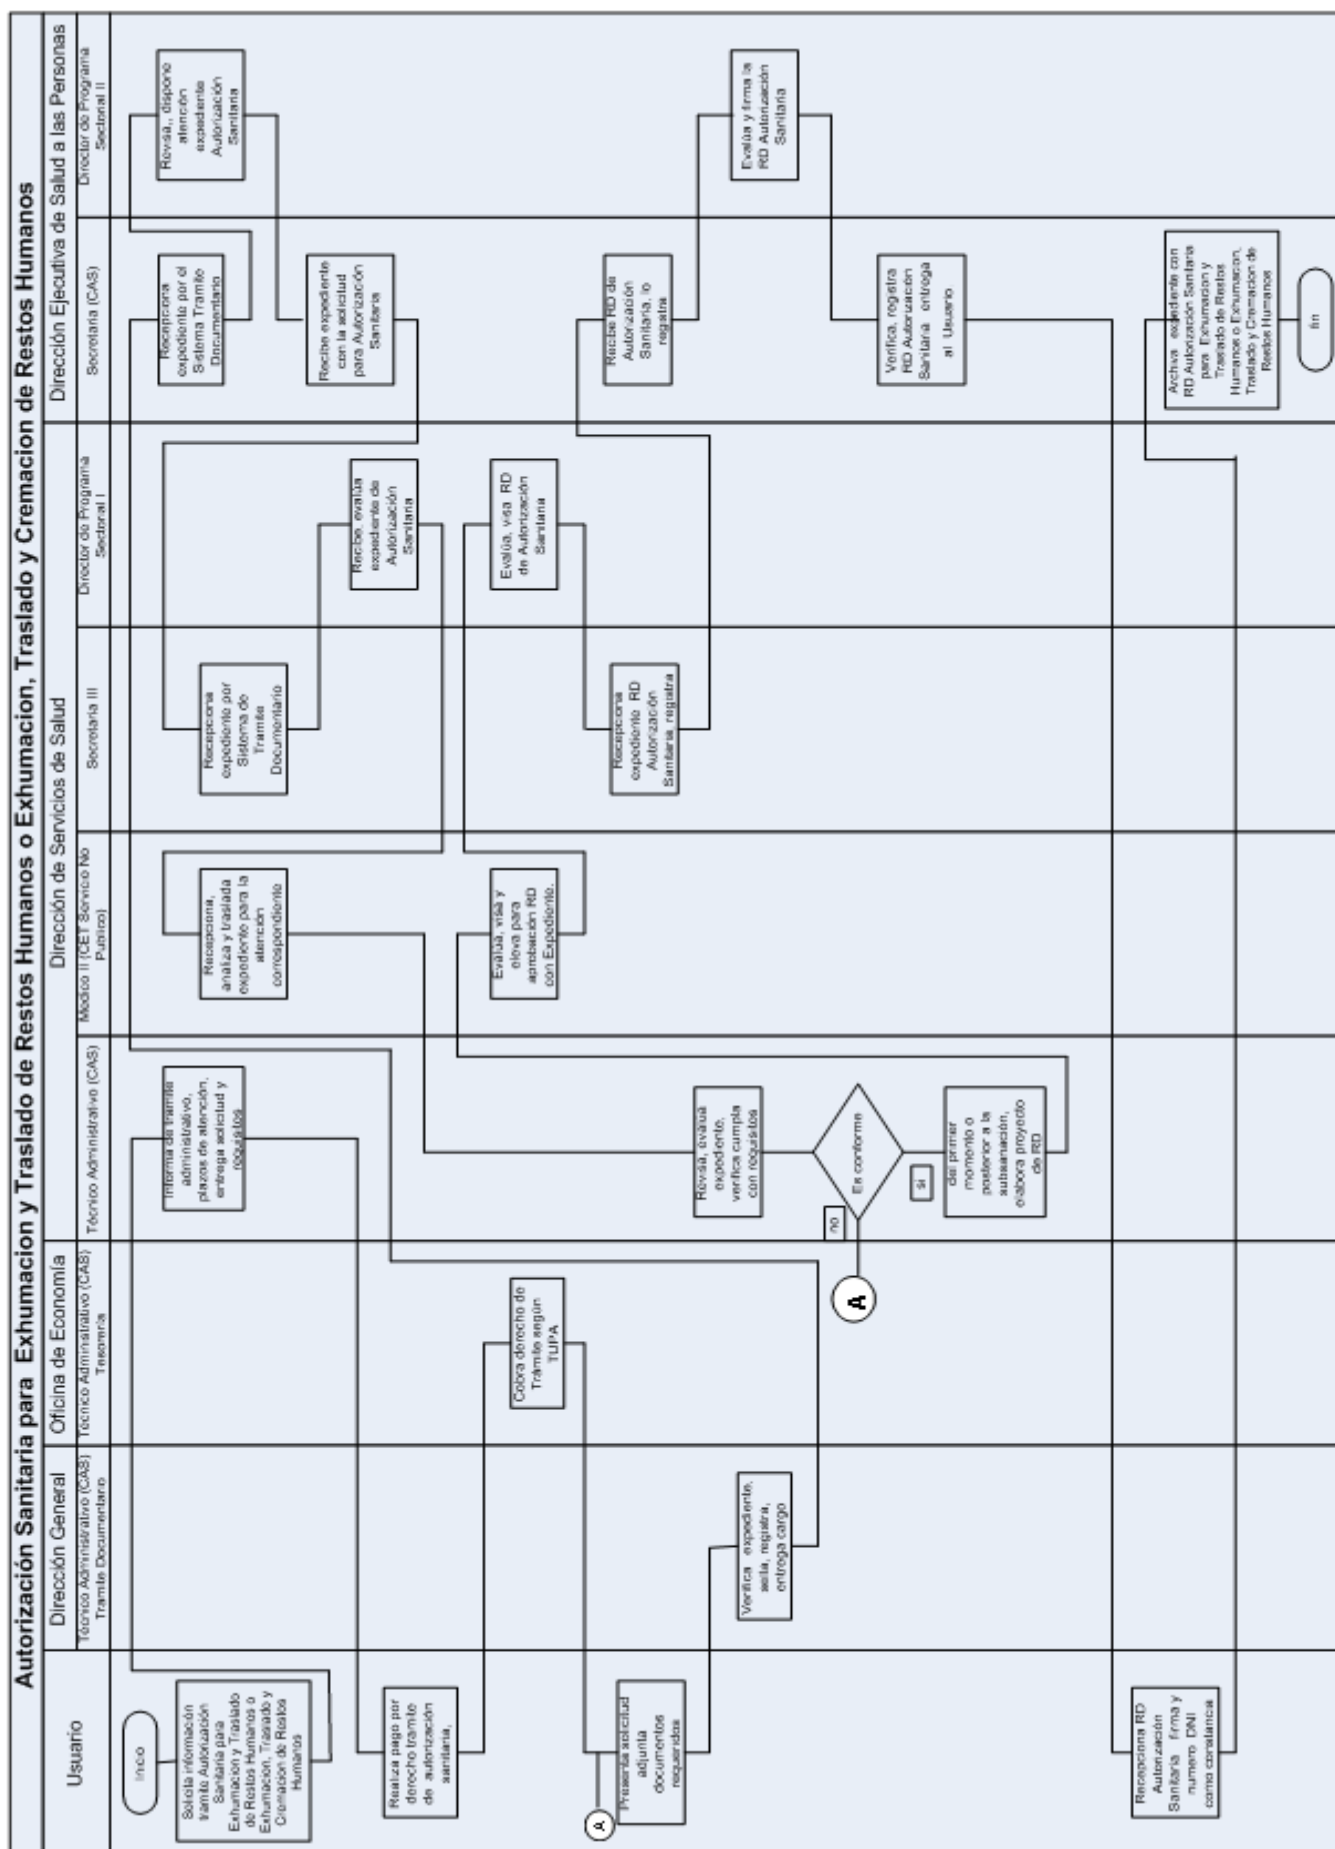 Autorización Sanitaria para Exhumacion y Traslado de Restos Humanos o Exhumacion, Traslado y Cremacion de Restos Humanos
Usuario
Dirección General
Oficina de Economía
Dirección de Servicios de Salud
Dirección Ejecutiva de Salud a las Personas
Técnico Administrativo (CAS)
Tramite Documentario
Técnico Administrativo (CAS)
Tesorería
Técnico Administrativo (CAS)
Médico II (CET Servicio No
Publico)
Secretaria III
Director de Programa
Sectorial I
Secretaria (CAS)
Director de Programa
Sectorial II
Inicio
Solicita información
tramite Autorización
Sanitaria para
Exhumacion y Traslado
de Restos Humanos o
Exhumacion, Traslado y
Cremacion de Restos
Humanos
Informa de tramite
administrativo,
plazos de atención,
entrega solicitud y
requisitos
Realiza pago por
derecho tramite
de autorización
sanitaria,
Cobra derecho de
Trámite según
TUPA
A
Presenta solicitud
adjunta
documentos
requeridos
Verifica expediente,
sella, registra,
entrega cargo
Recepciona
expediente por el
Sistema Tramite
Documentario
Revisa,, dispone
atención
expediente
Autorización
Sanitaria
Recibe expediente
con la solicitud
para Autorización
Sanitaria
Recepciona
expediente por
Sistema de
Tramite
Documentario
Recibe, evalúa
expediente de
Autorización
Sanitaria
Recepciona,
analiza y traslada
expediente para la
atención
correspondiente
Revisa, evalúa
expediente,
verifica cumpla
con requisitos
Es conforme
no
A
si
del primer
momento o
posterior a la
subsanación,
elabora proyecto
de RD
Evalúa, visa y
eleva para
aprobación RD
con Expediente.
Evalúa, visa RD
de Autorización
Sanitaria
Recepciona
expediente RD
Autorización
Sanitaria, registra
Recibe RD de
Autorización
Sanitaria, lo
registra
Evalúa y firma la
RD Autorización
Sanitaria
Verifica, registra
RD Autorización
Sanitaria entrega
al Usuario
Recepciona RD
Autorización
Sanitaria firma y
numero DNI
como constancia
Archiva expediente con
RD Autorización Sanitaria
para Exhumacion y
Traslado de Restos
Humanos o Exhumacion,
Traslado y Cremacion de
Restos Humanos
fin